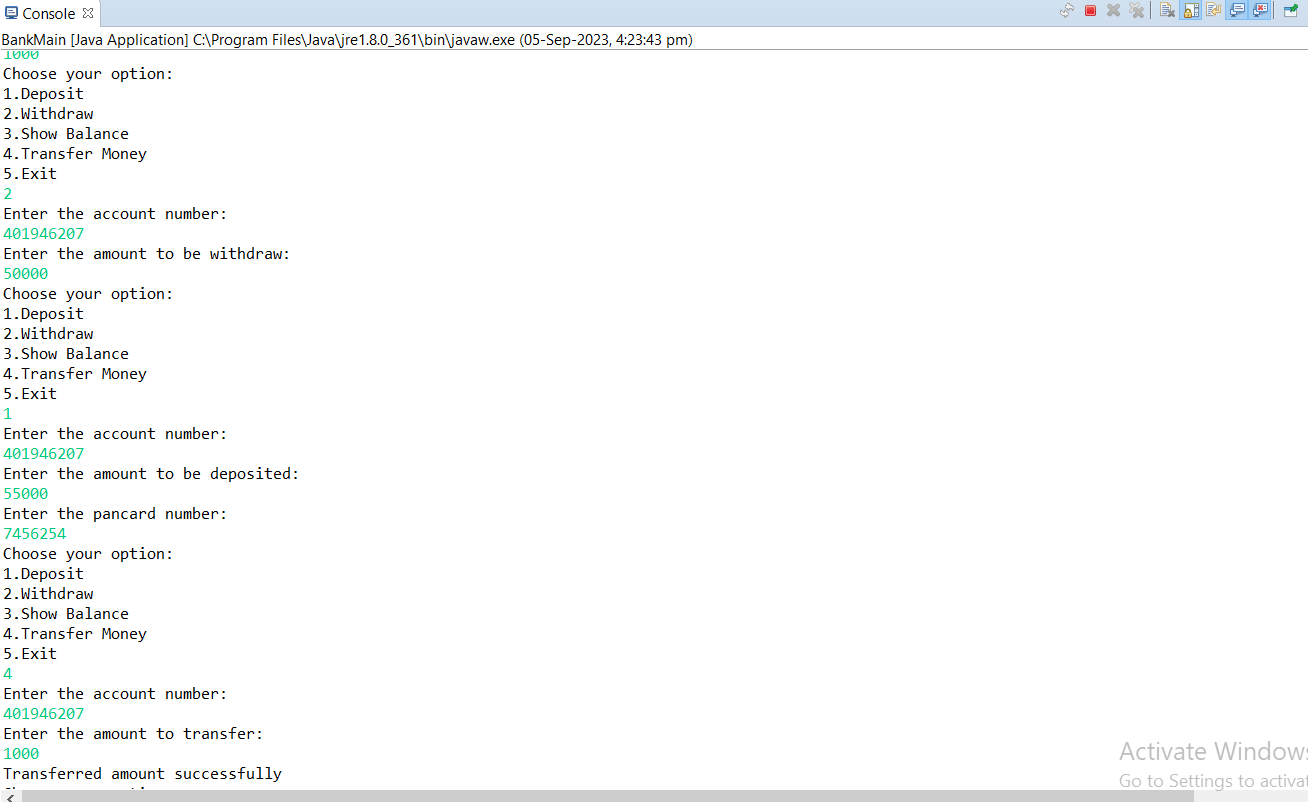 Console
BankMain [Java Application] C:\Program Files\Java\jre1.8.0_361\bin\javaw.exe (05-Sep-2023, 4:23:43 pm)
1000
Choose your option:
1.Deposit
2.Withdraw
3.Show Balance
4.Transfer Money
5.Exit
2
Enter the account number:
401946207
Enter the amount to be withdraw:
50000
Choose your option:
1.Deposit
2.Withdraw
3.Show Balance
4.Transfer Money
5.Exit
1
Enter the account number:
401946207
Enter the amount to be deposited:
55000
Enter the pancard number:
7456254
Choose your option:
1.Deposit
2.Withdraw
3.Show Balance
4.Transfer Money
5.Exit
4
Enter the account number:
401946207
Enter the amount to transfer:
1000
Transferred amount successfully
Activate Windows
Go to Settings to activat